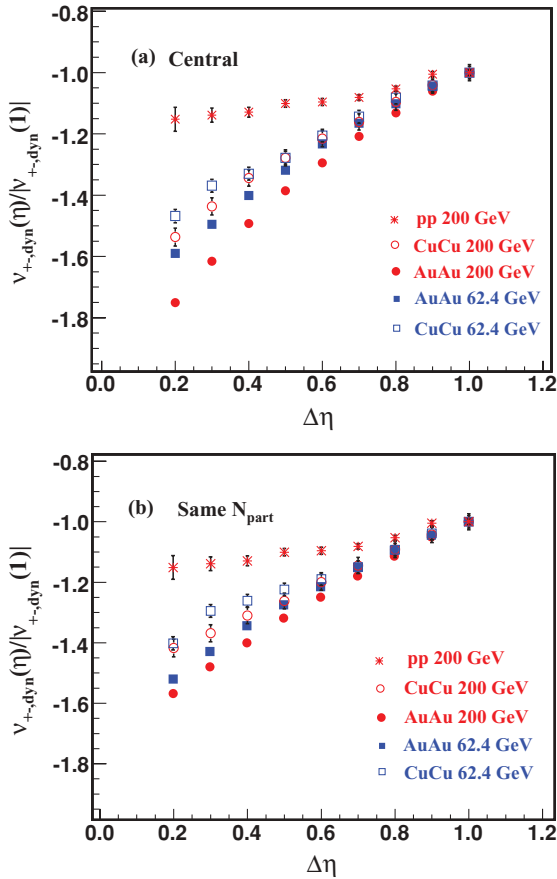 -0.8
(a) Central
-1.0
-1.2
-1.4
-1.6
-1.8
ν+-,dyn(η)/|ν+-,dyn(1)|
pp 200 GeV
CuCu 200 GeV
AuAu 200 GeV
AuAu 62.4 GeV
CuCu 62.4 GeV
0.0 0.2 0.4 0.6 0.8 1.0 1.2
Δη
-0.8
(b) Same Npart
-1.0
-1.2
-1.4
-1.6
-1.8
ν+-,dyn(η)/|ν+-,dyn(1)|
pp 200 GeV
CuCu 200 GeV
AuAu 200 GeV
AuAu 62.4 GeV
CuCu 62.4 GeV
0.0 0.2 0.4 0.6 0.8 1.0 1.2
Δη